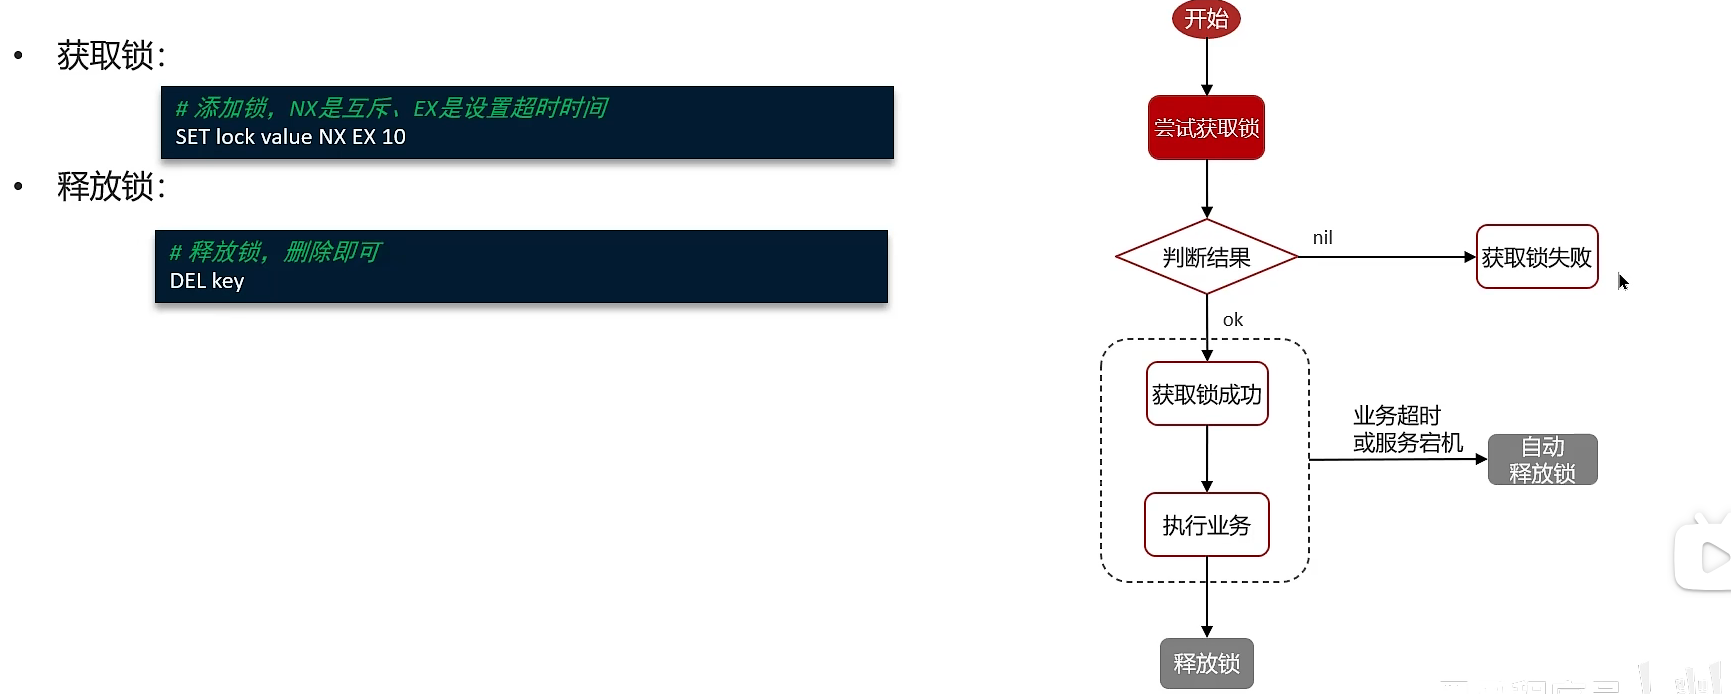 • 获取锁：
# 添加锁，NX是互斥、EX是设置超时时间
SET lock value NX EX 10
• 释放锁：
# 释放锁，删除即可
DEL key
开始
尝试获取锁
判断结果
nil
获取锁失败
ok
获取锁成功
执行业务
业务超时
或服务宕机
自动
释放锁
释放锁